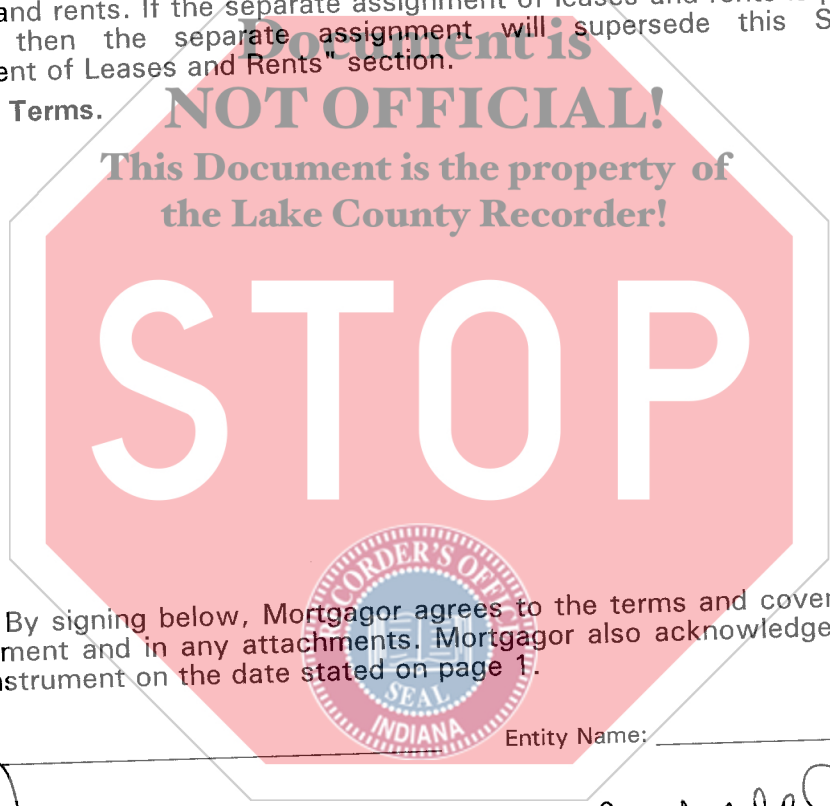 and rents. If the separate assignment of leases and rents is
then the separate assignment will supersede this S
ent of Leases and Rents" section.
Terms.
Document is
NOT OFFICIAL!
This Document is the property of
the Lake County Recorder!
STOP
RECORDER'S OFFICE
SEAL
INDIANA
By signing below, Mortgagor agrees to the terms and cover
ment and in any attachments. Mortgagor also acknowledge
nstrument on the date stated on page 1.
Entity Name: